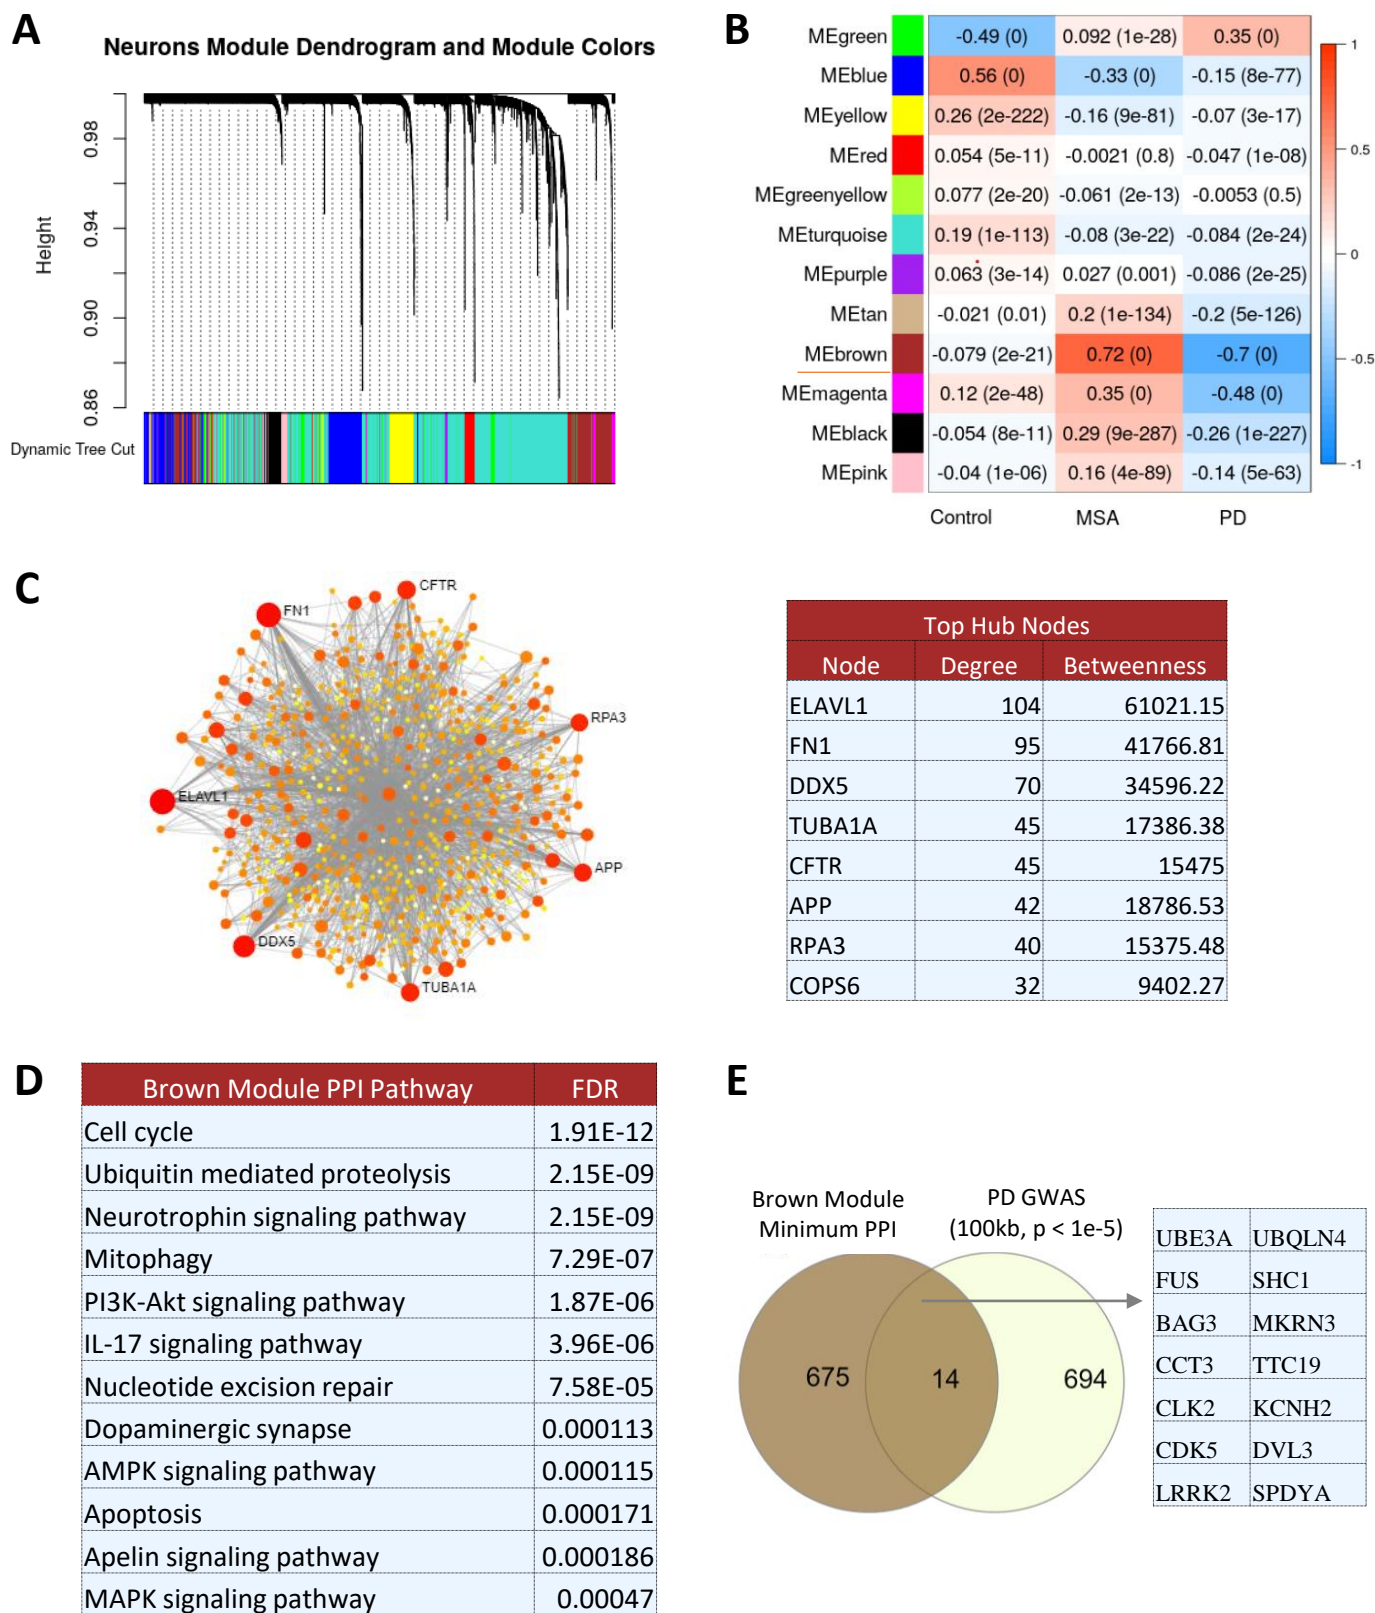 A
Neurons Module Dendrogram and Module Colors
Height
0.98
0.94
0.90
0.86
Dynamic Tree Cut
B
MEgreen -0.49 (0) 0.092 (1e-28) 0.35 (0)
MEblue 0.56 (0) -0.33 (0) -0.15 (8e-77)
MEyellow 0.26 (2e-222) -0.16 (9e-81) -0.07 (3e-17)
MEred 0.054 (5e-11) -0.0021 (0.8) -0.047 (1e-08)
MEgreenyellow 0.077 (2e-20) -0.061 (2e-13) -0.0053 (0.5)
MEturquoise 0.19 (1e-113) -0.08 (3e-22) -0.084 (2e-24)
MEpurple 0.063 (3e-14) 0.027 (0.001) -0.086 (2e-25)
MEtan -0.021 (0.01) 0.2 (1e-134) -0.2 (5e-126)
MEbrown -0.079 (2e-21) 0.72 (0) -0.7 (0)
MEmagenta 0.12 (2e-48) 0.35 (0) -0.48 (0)
MEblack -0.054 (8e-11) 0.29 (9e-287) -0.26 (1e-227)
MEpink -0.04 (1e-06) 0.16 (4e-89) -0.14 (5e-63)
Control MSA PD
1
0.5
0
-0.5
-1
C
CFTR
FN1
RPA3
ELAVL1
APP
DDX5
TUBA1A
Top Hub Nodes
Node Degree Betweenness
ELAVL1 104 61021.15
FN1 95 41766.81
DDX5 70 34596.22
TUBA1A 45 17386.38
CFTR 45 15475
APP 42 18786.53
RPA3 40 15375.48
COPS6 32 9402.27
D
Brown Module PPI Pathway FDR
Cell cycle 1.91E-12
Ubiquitin mediated proteolysis 2.15E-09
Neurotrophin signaling pathway 2.15E-09
Mitophagy 7.29E-07
PI3K-Akt signaling pathway 1.87E-06
IL-17 signaling pathway 3.96E-06
Nucleotide excision repair 7.58E-05
Dopaminergic synapse 0.000113
AMPK signaling pathway 0.000115
Apoptosis 0.000171
Apelin signaling pathway 0.000186
MAPK signaling pathway 0.00047
E
Brown Module
Minimum PPI
PD GWAS
(100kb, p < 1e-5)
675
14
694
UBE3A UBQLN4
FUS SHC1
BAG3 MKRN3
CCT3 TTC19
CLK2 KCNH2
CDK5 DVL3
LRRK2 SPDYA